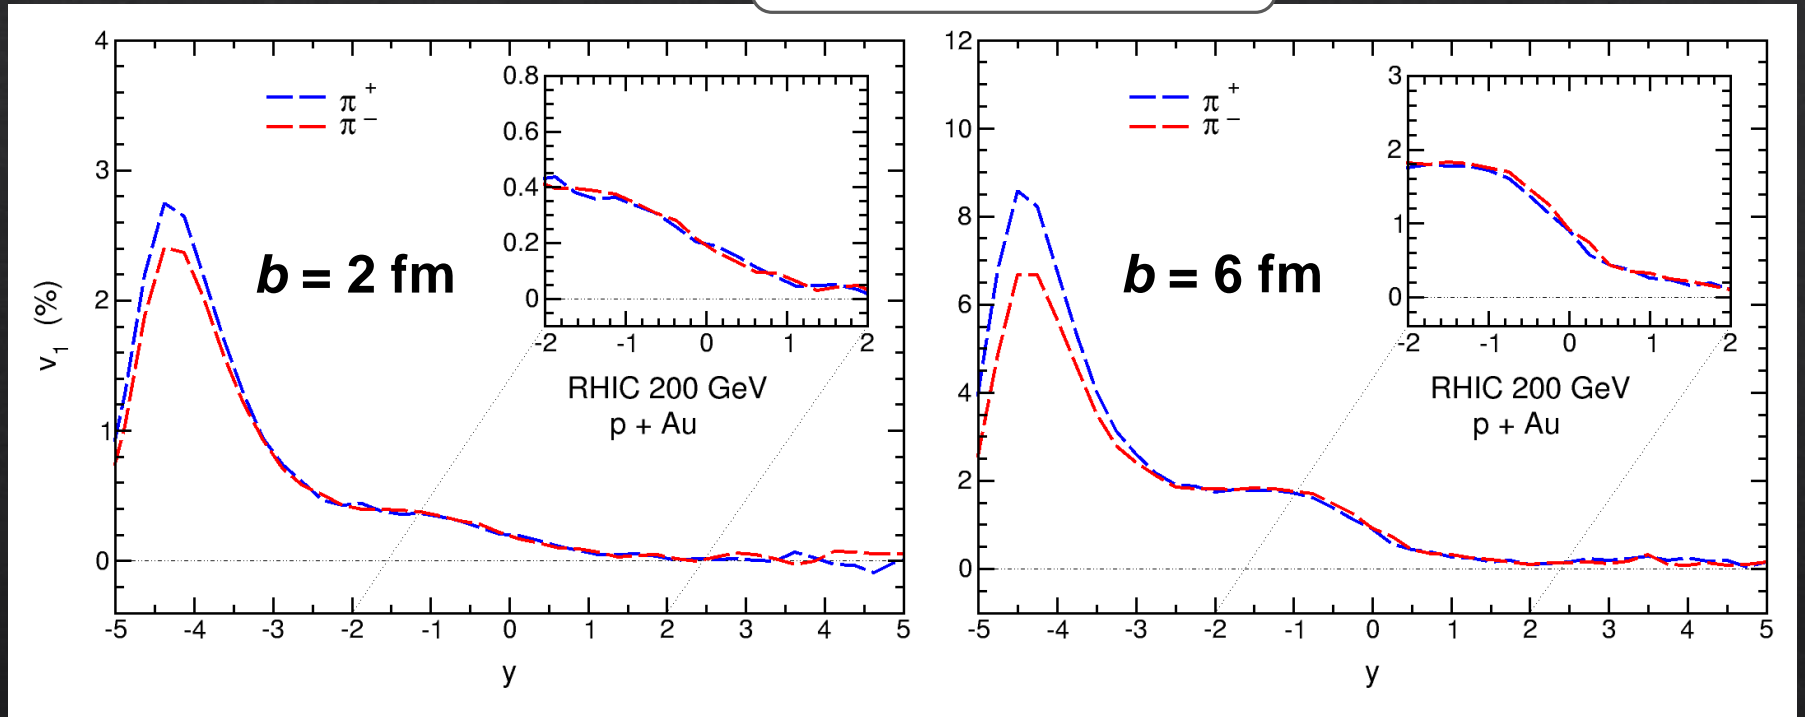 v1 (%)
4
3
2
1
0
-5 -4 -3 -2 -1 0 1 2 3 4 5
y
π+
π−
b = 2 fm
0.8
0.6
0.4
0.2
0
-2 -1 0 1 2
RHIC 200 GeV
p + Au
12
10
8
6
4
2
0
-5 -4 -3 -2 -1 0 1 2 3 4 5
y
π+
π−
b = 6 fm
3
2
1
0
-2 -1 0 1 2
RHIC 200 GeV
p + Au